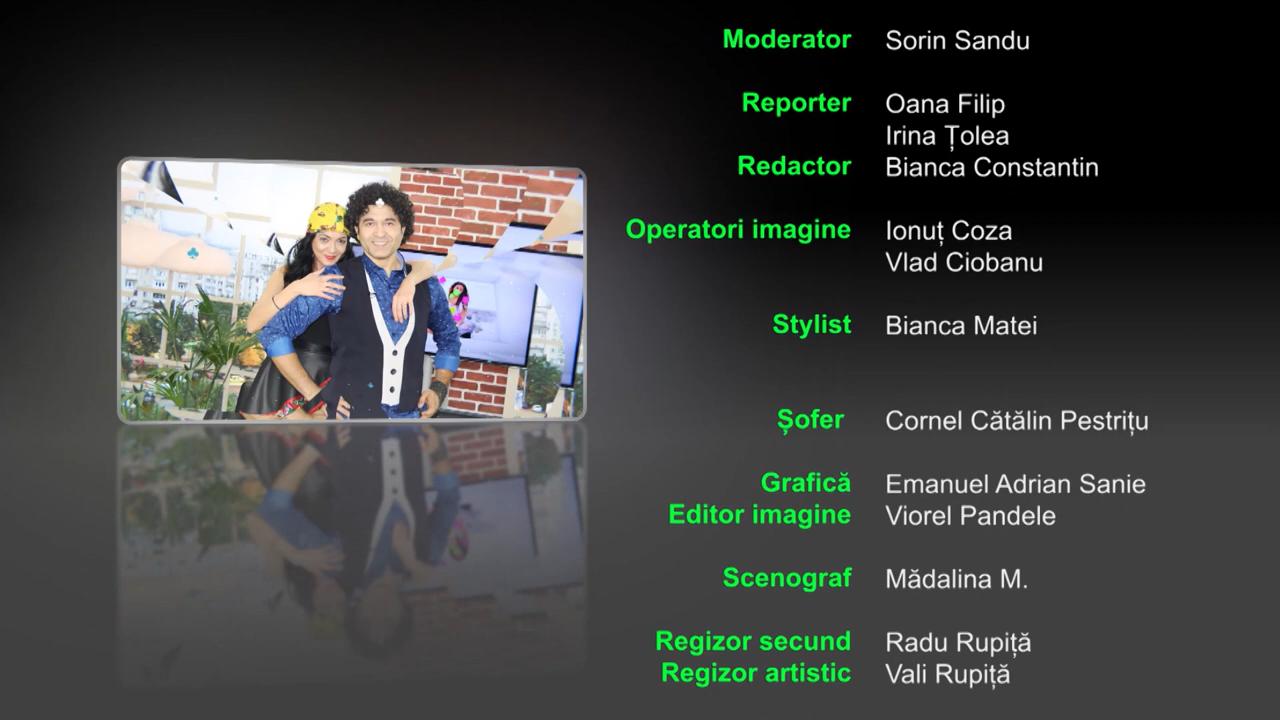 Moderator Sorin Sandu
Reporter Oana Filip
Irina Țolea
Redactor Bianca Constantin
Operatori imagine Ionuț Coza
Vlad Ciobanu
Stylist Bianca Matei
Șofer Cornel Cătălin Pestrițu
Grafică Emanuel Adrian Sanie
Editor imagine Viorel Pandele
Scenograf Mădalina M.
Regizor secund Radu Rupiță
Regizor artistic Vali Rupiță